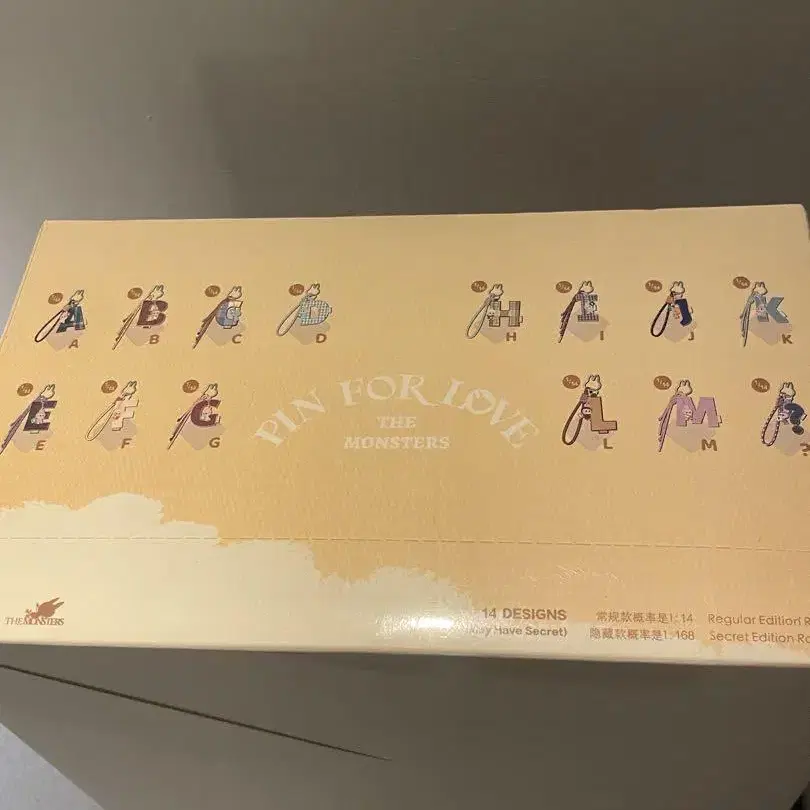 A B C D H I J K
E F G L M ?
PIN FOR LOVE
THE
MONSTERS
THE MONSTERS
14 DESIGNS 常规款概率是1:14 Regular Edition
Have Secret) 隐藏款概率是1:168 Secret Edition